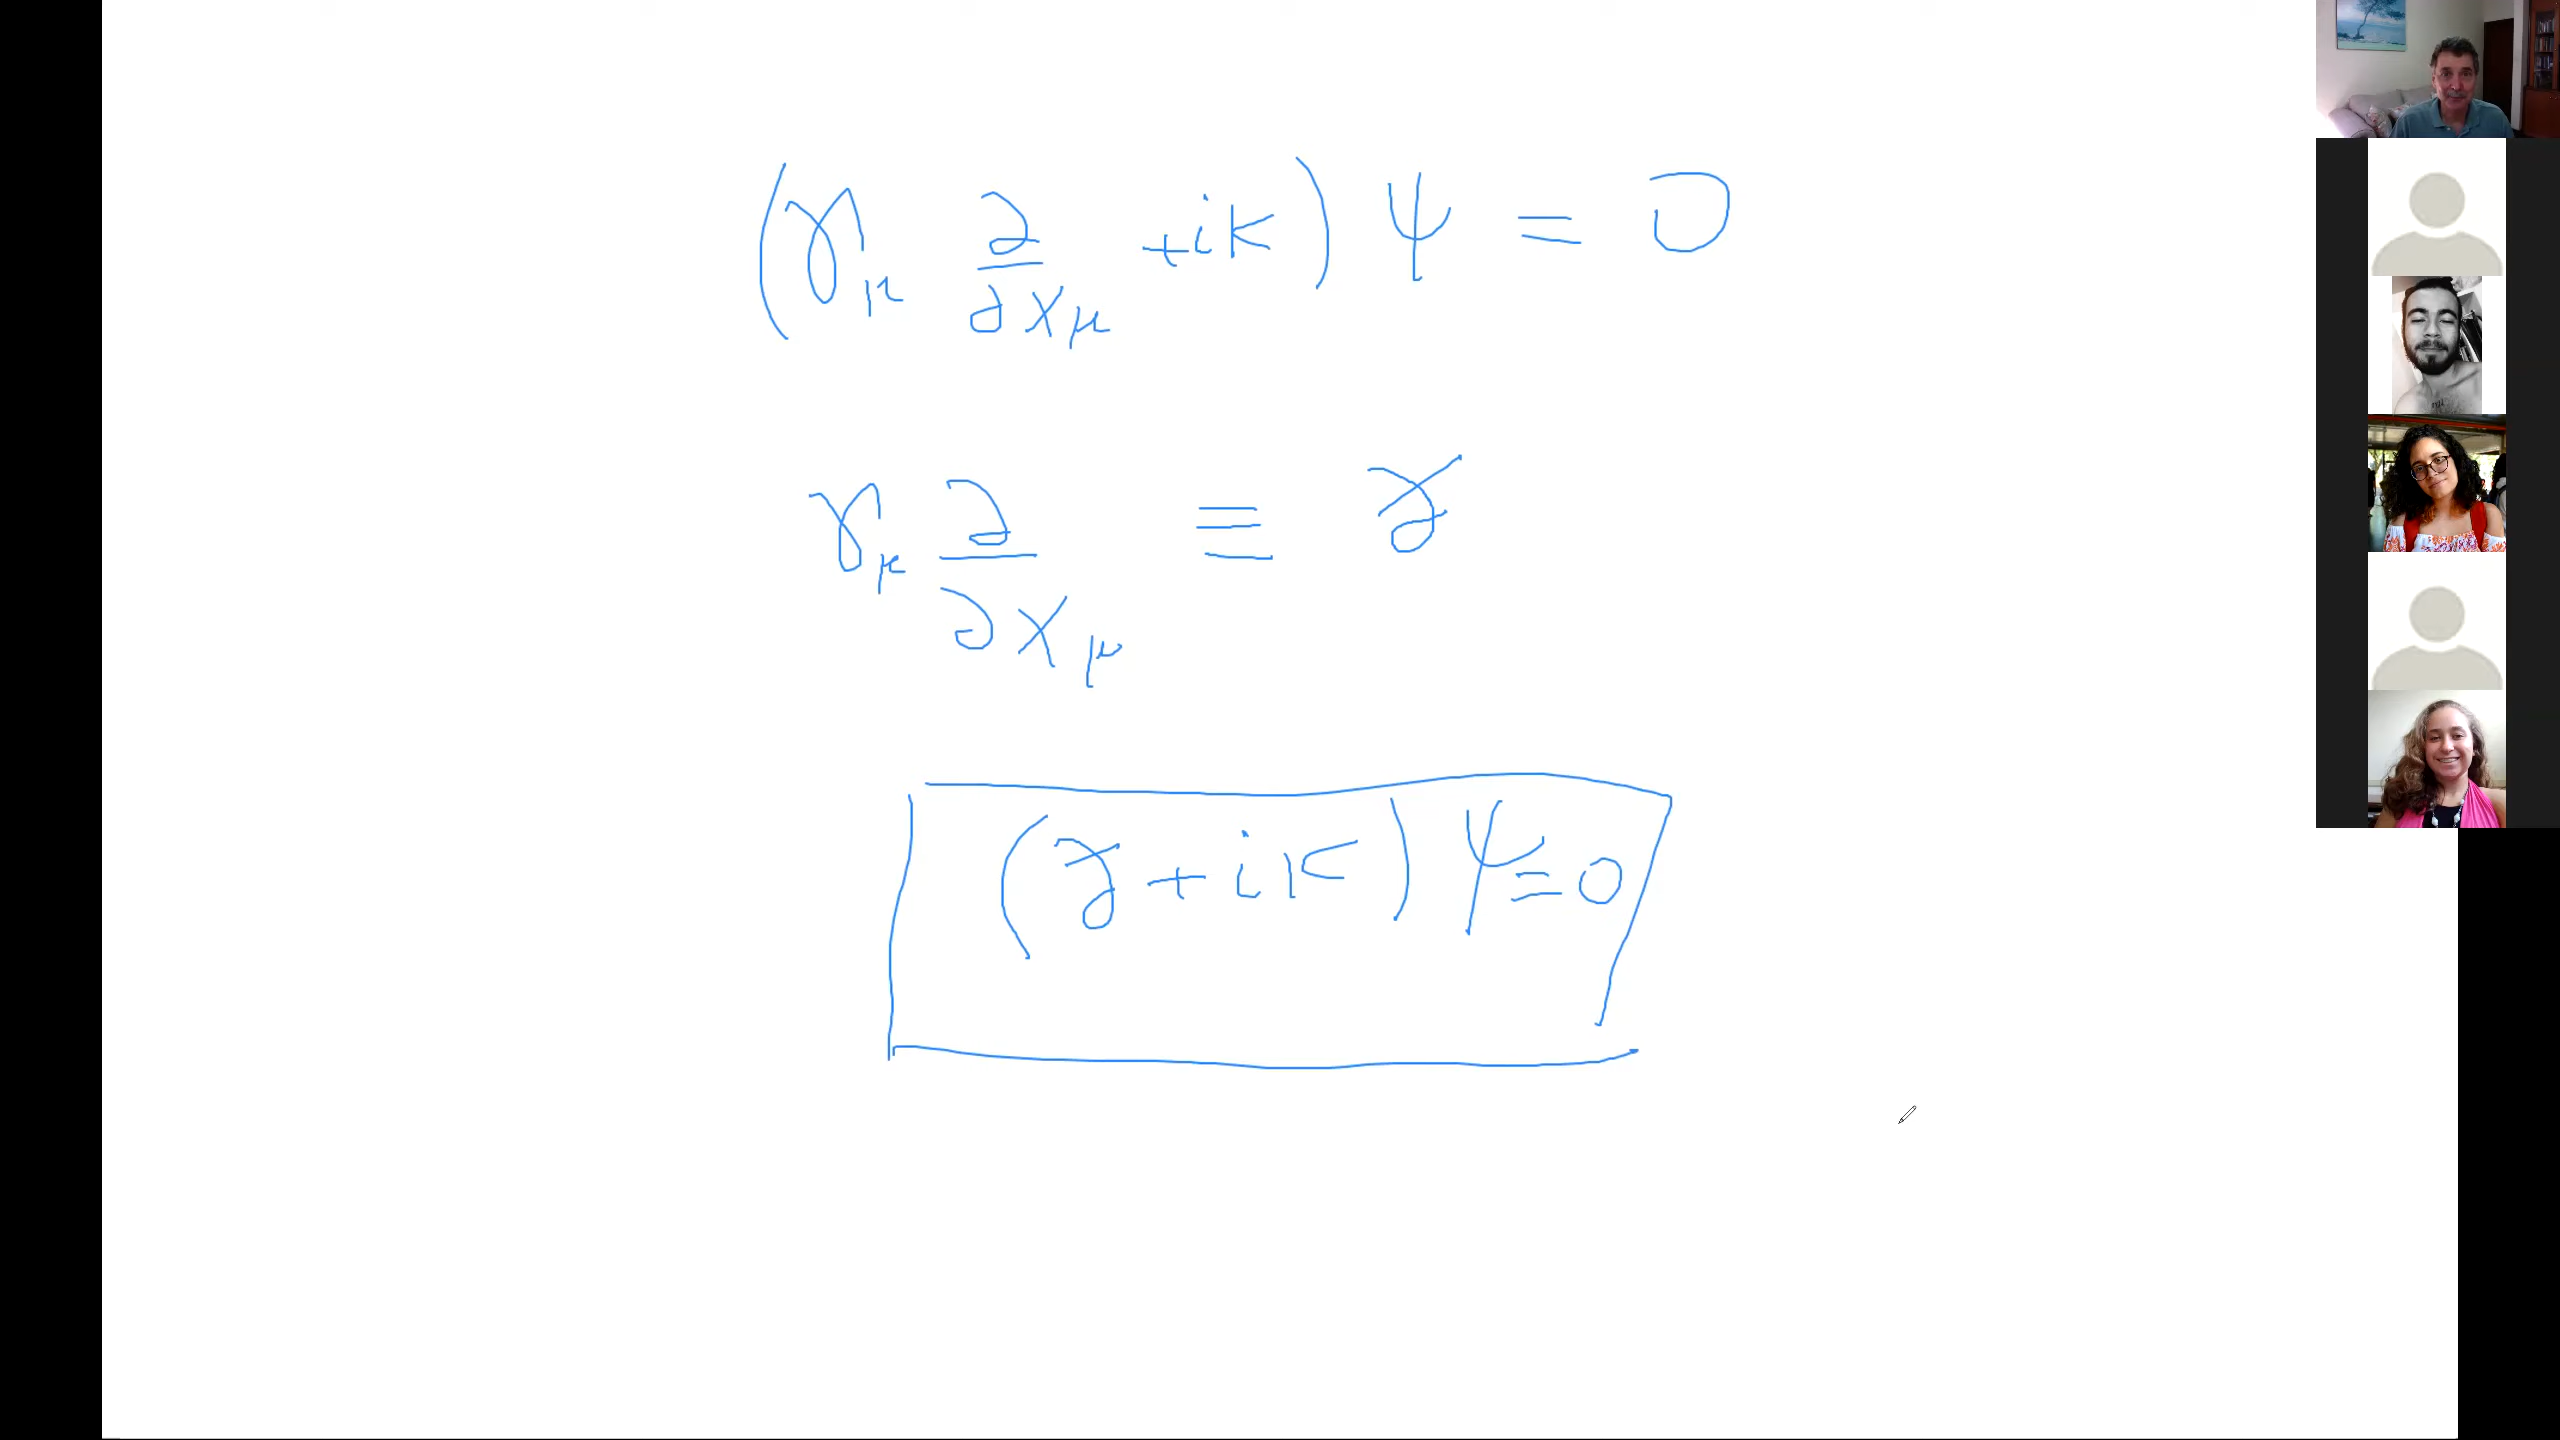 (γ_μ ∂/∂x_μ + iκ) ψ = 0
γ_μ ∂/∂x_μ ≡ ∂̸
(∂̸ + iκ) ψ = 0